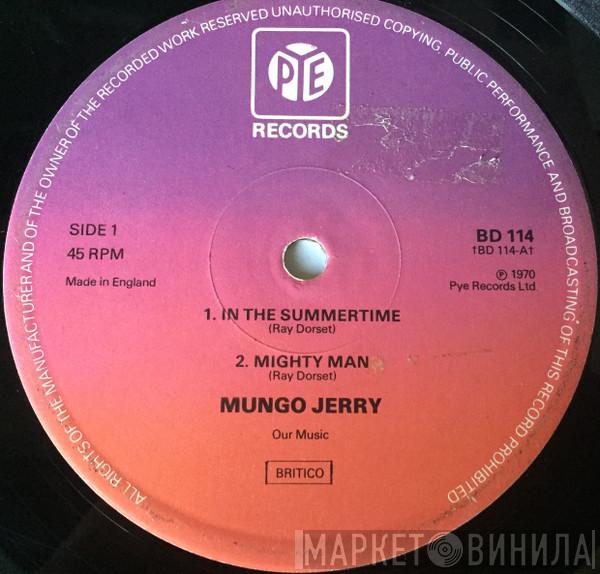 ALL RIGHTS OF THE MANUFACTURER AND OF THE OWNER OF THE RECORDED WORK RESERVED UNAUTHORISED COPYING, PUBLIC PERFORMANCE AND BROADCASTING OF THIS RECORD PROHIBITED
PYE
RECORDS
SIDE 1
45 RPM
Made in England
BD 114
†BD 114-A†
Ⓟ 1970
Pye Records Ltd
1. IN THE SUMMERTIME
(Ray Dorset)
2. MIGHTY MAN
(Ray Dorset)
MUNGO JERRY
Our Music
BRITICO
МАРКЕТ ВИНИЛА